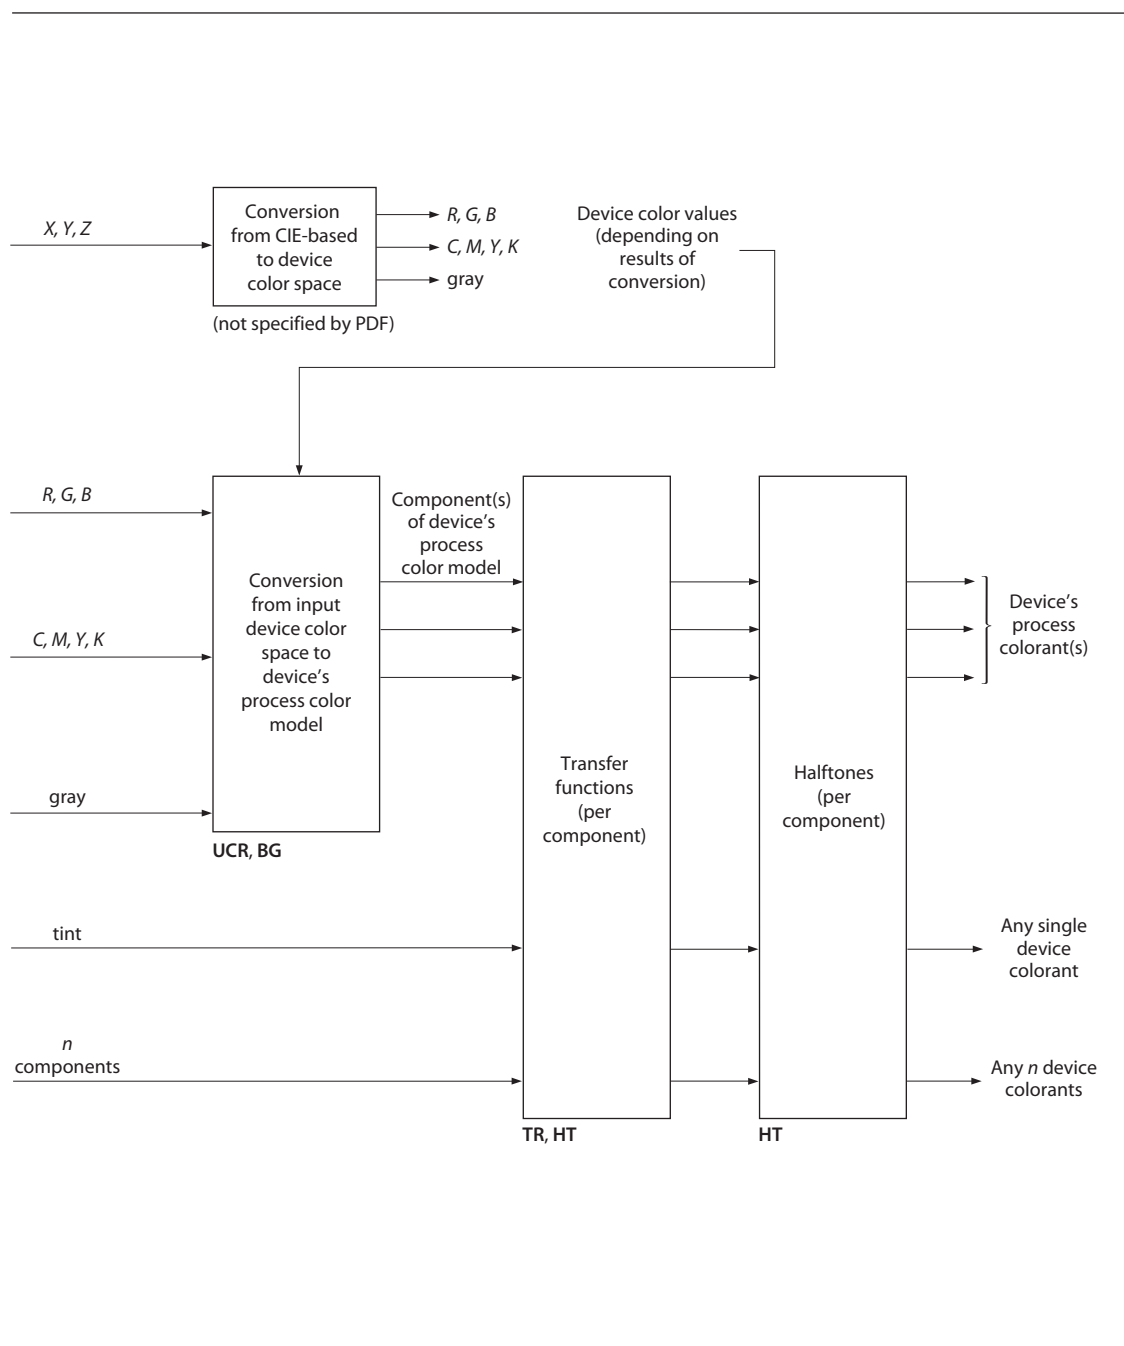 X, Y, Z
Conversion
from CIE-based
to device
color space
(not specified by PDF)
R, G, B
C, M, Y, K
gray
Device color values
(depending on
results of
conversion)
R, G, B
C, M, Y, K
gray
Conversion
from input
device color
space to
device’s
process color
model
UCR, BG
Component(s)
of device’s
process
color model
Transfer
functions
(per
component)
Halftones
(per
component)
Device’s
process
colorant(s)
tint
Any single
device
colorant
n
components
Any n device
colorants
TR, HT
HT